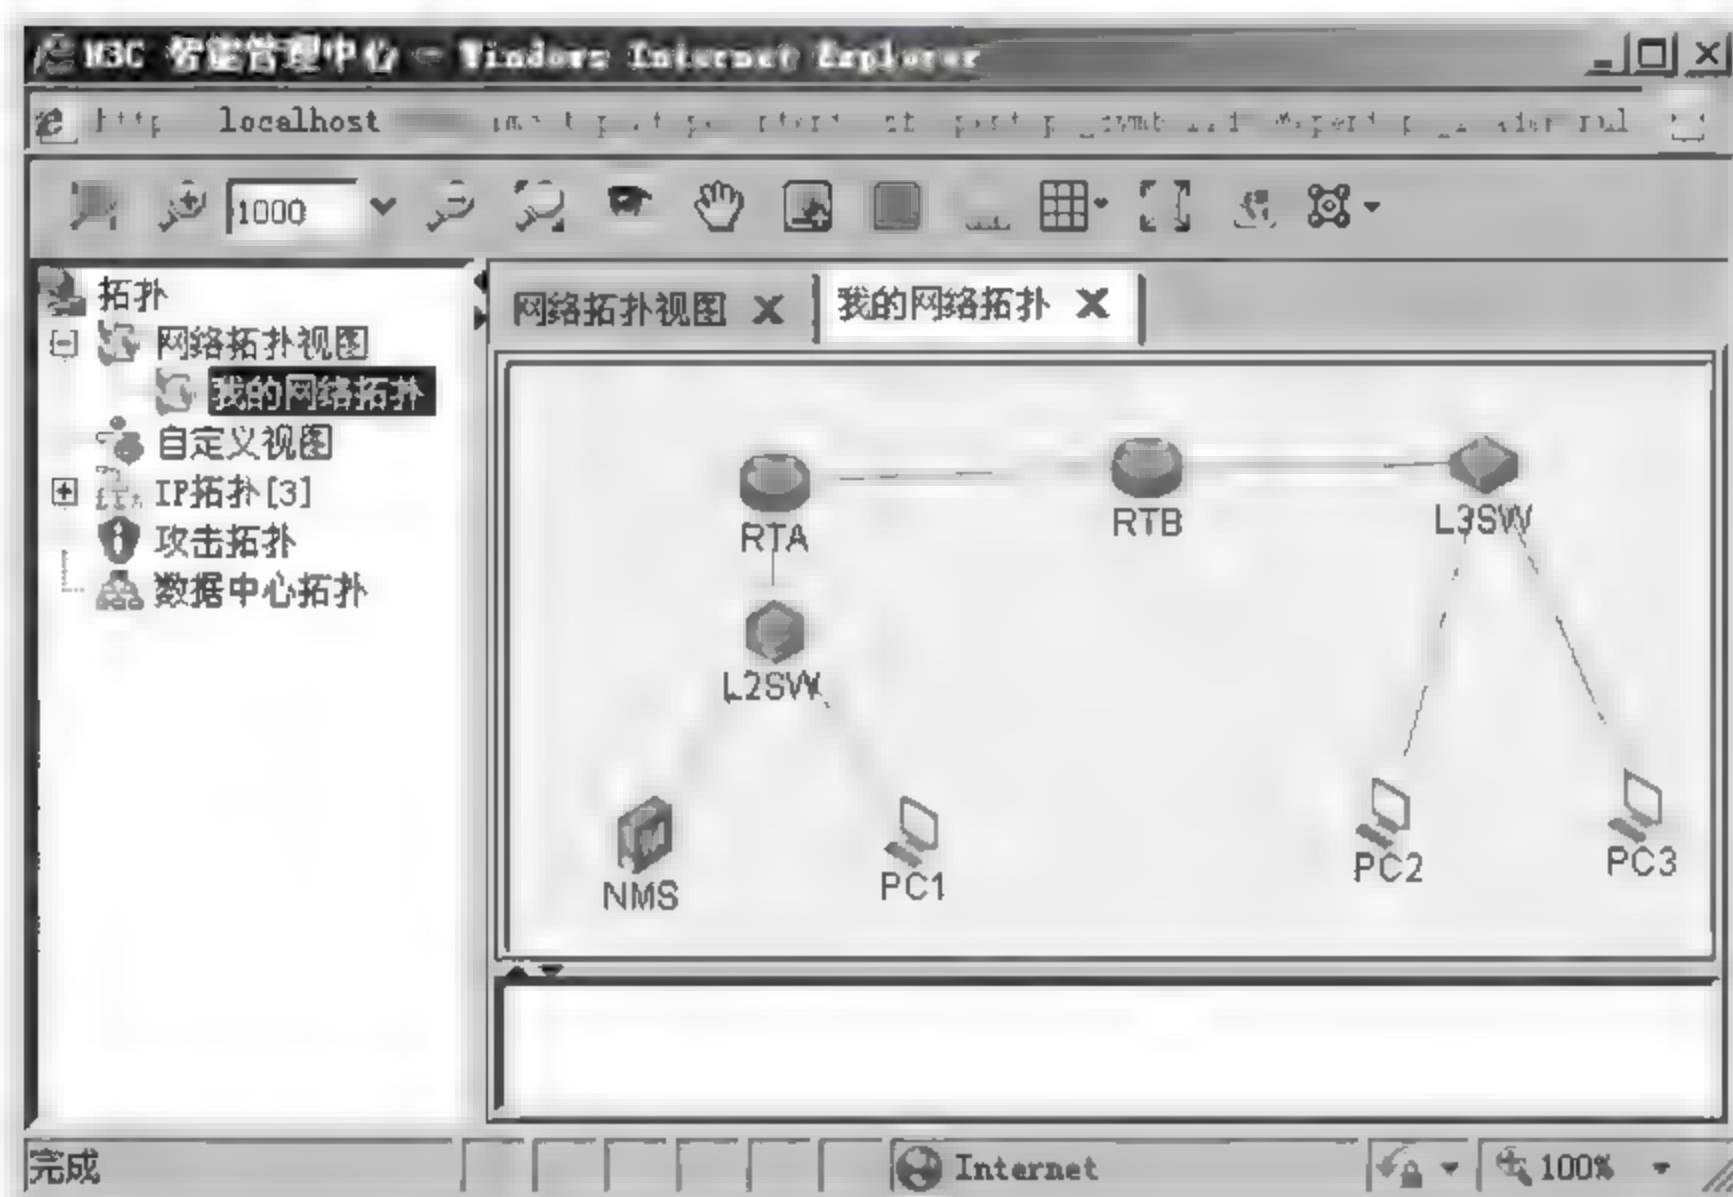 H3C 智能管理中心 - Windows Internet Explorer
http localhost
1000
拓扑
网络拓扑视图
我的网络拓扑
自定义视图
IP拓扑[3]
攻击拓扑
数据中心拓扑
网络拓扑视图 X 我的网络拓扑 X
RTA
RTB
L3SW
L2SW
NMS
PC1
PC2
PC3
完成
Internet
100%